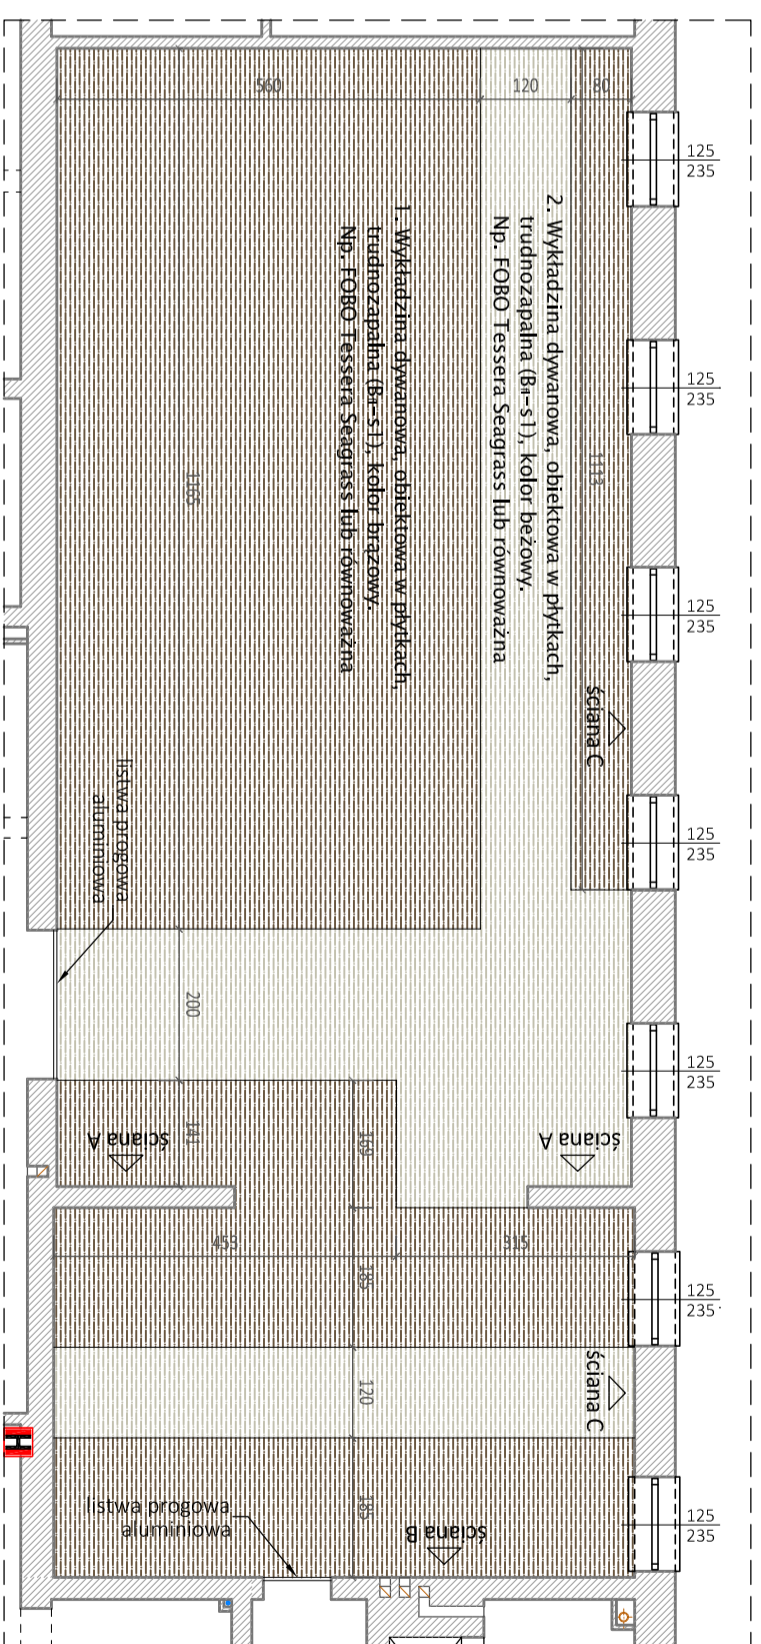 560
120
80
125
235
1. Wykładzina dywanowa, obiektowa w płytkach,
trudnozapalna (Bfl-s1), kolor brązowy.
Np. FOBO Tessera Seagrass lub równoważna
2. Wykładzina dywanowa, obiektowa w płytkach,
trudnozapalna (Bfl-s1), kolor beżowy.
Np. FOBO Tessera Seagrass lub równoważna
125
235
1165
1113
125
235
ściana C
listwa progowa
aluminiowa
125
235
200
125
235
ściana A
141
169
ściana A
453
315
185
125
235
120
ściana C
H
185
listwa progowa
aluminiowa
ściana B
125
235